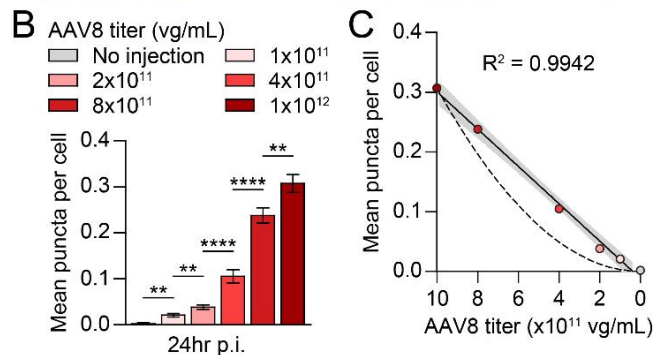 B
AAV8 titer (vg/mL)
No injection
1x10¹¹
2x10¹¹
4x10¹¹
8x10¹¹
1x10¹²
Mean puncta per cell
0.4
0.3
0.2
0.1
0.0
**
**
****
****
**
24hr p.i.
C
Mean puncta per cell
0.4
0.3
0.2
0.1
0.0
R² = 0.9942
10 8 6 4 2 0
AAV8 titer (x10¹¹ vg/mL)